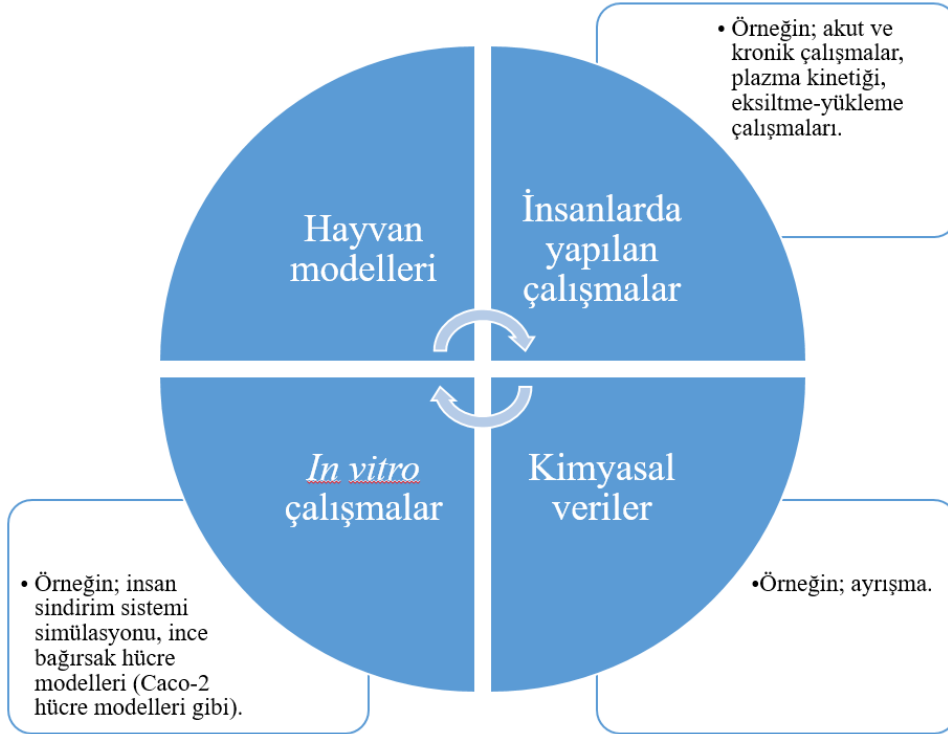 • Örneğin; akut ve
kronik çalışmalar,
plazma kinetiği,
eksiltme-yükleme
çalışmaları.
Hayvan
modelleri
İnsanlarda
yapılan
çalışmalar
In vitro
çalışmalar
Kimyasal
veriler
• Örneğin; insan
sindirim sistemi
simülasyonu, ince
bağırsak hücre
modelleri (Caco-2
hücre modelleri gibi).
•Örneğin; ayrışma.